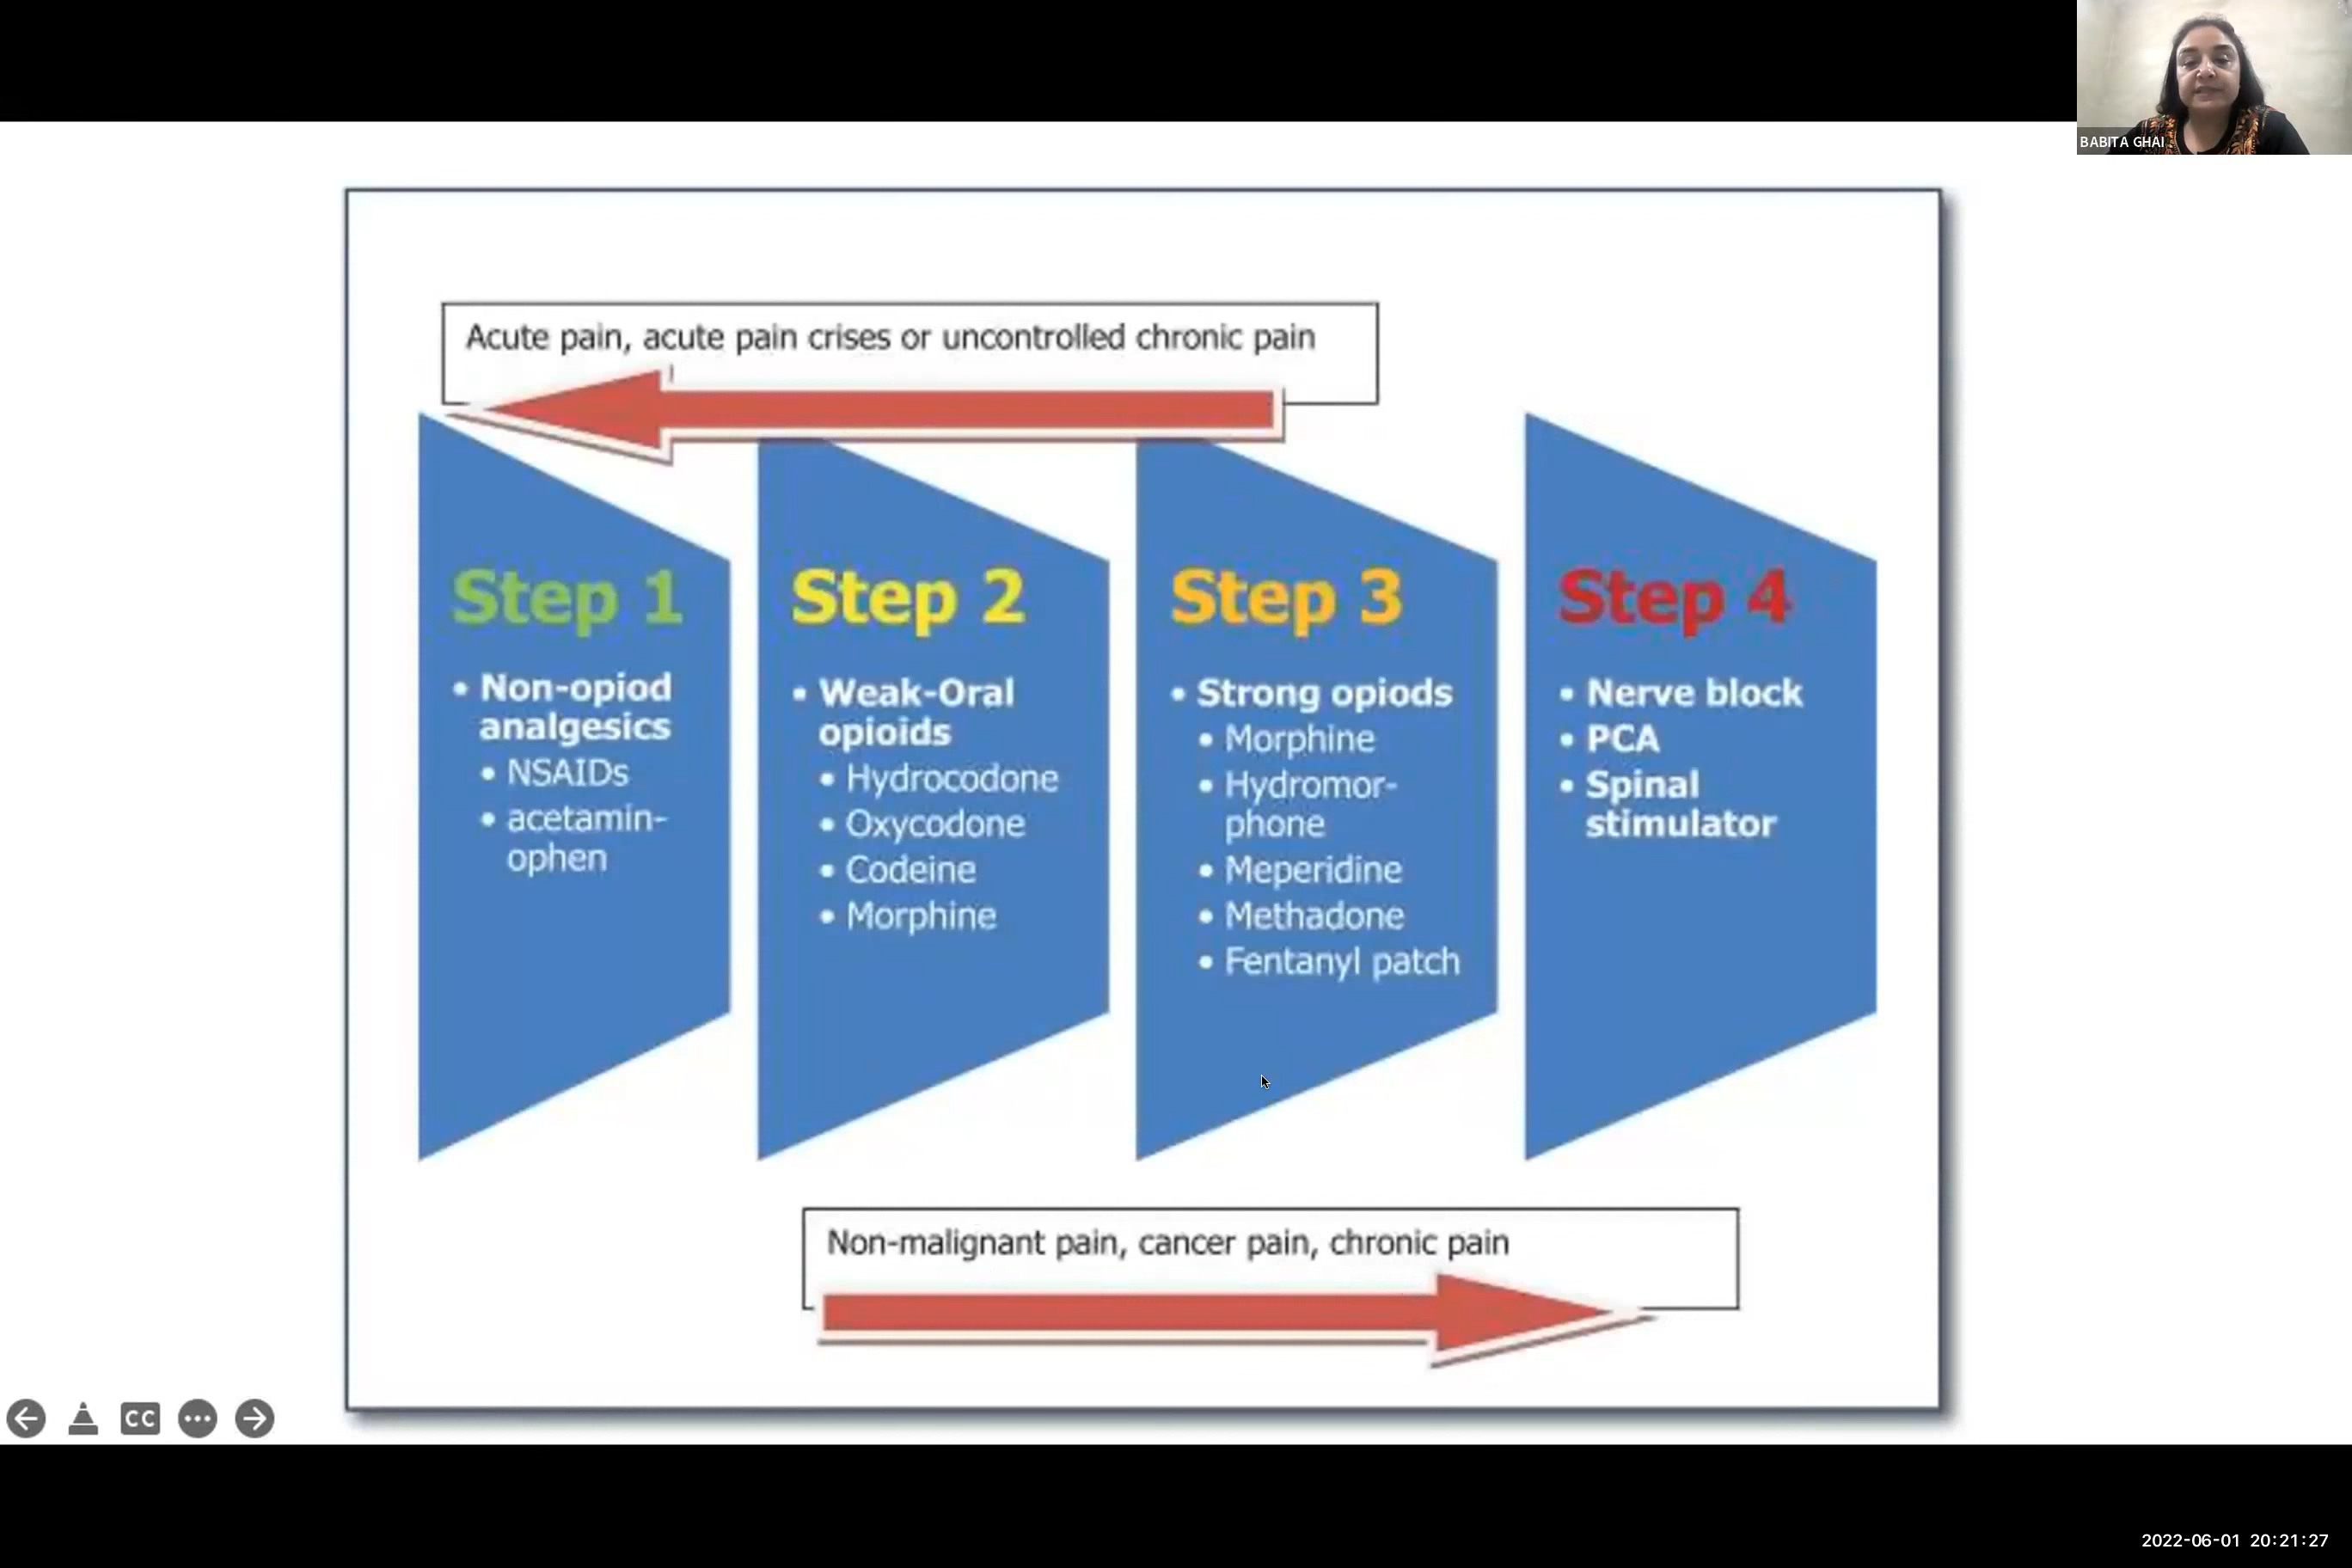 BABITA GHAI
Acute pain, acute pain crises or uncontrolled chronic pain
Step 1
• Non-opiod
analgesics
• NSAIDs
• acetamin-
ophen
Step 2
• Weak-Oral
opioids
• Hydrocodone
• Oxycodone
• Codeine
• Morphine
Step 3
• Strong opiods
• Morphine
• Hydromor-
phone
• Meperidine
• Methadone
• Fentanyl patch
Step 4
• Nerve block
• PCA
• Spinal
stimulator
Non-malignant pain, cancer pain, chronic pain
CC
2022-06-01 20:21:27